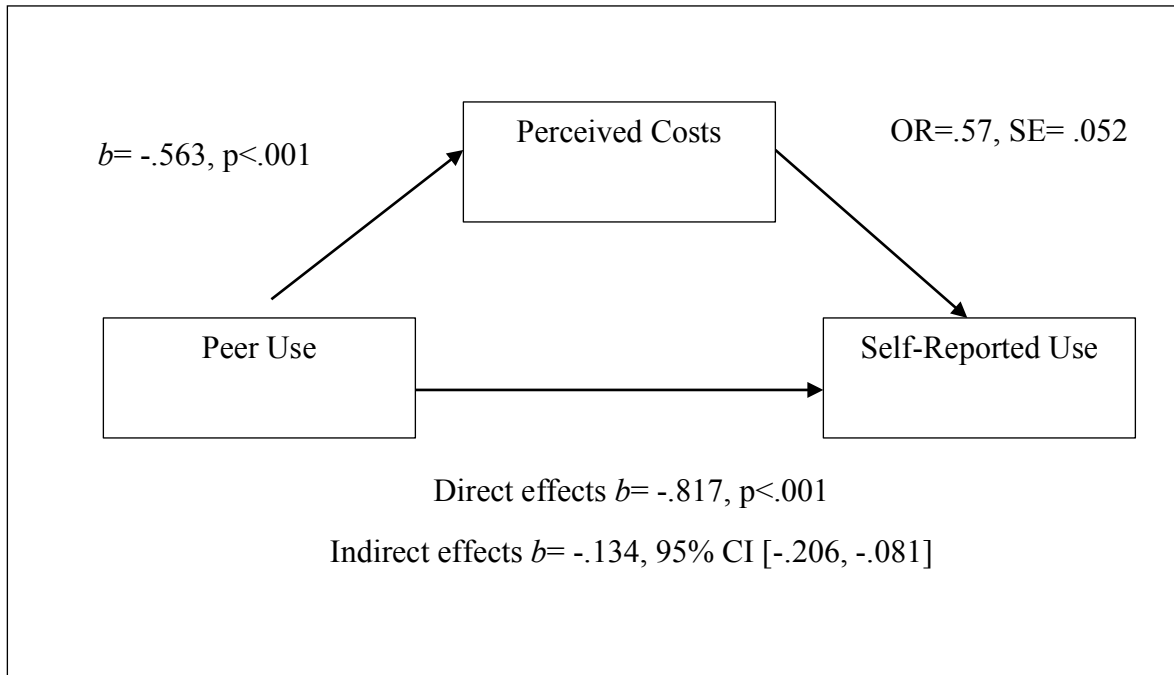 Perceived Costs
OR=.57, SE= .052
b= -.563, p<.001
Peer Use
Self-Reported Use
Direct effects b= -.817, p<.001
Indirect effects b= -.134, 95% CI [-.206, -.081]